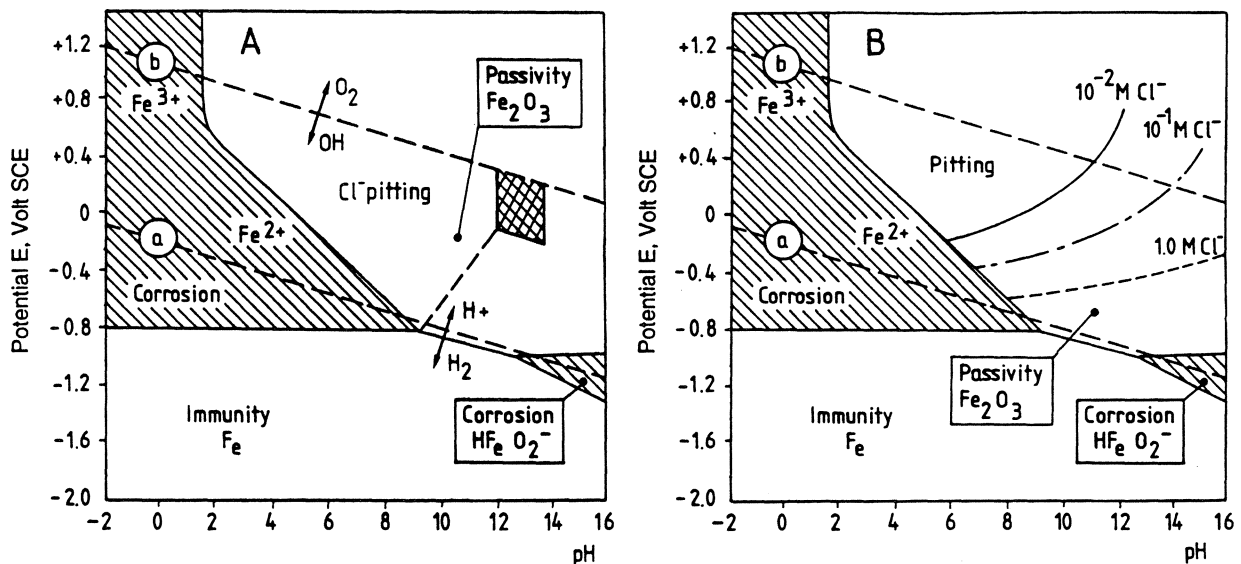 A
Potential E, Volt SCE
+1.2
+0.8
+0.4
0
−0.4
−0.8
−1.2
−1.6
−2.0
b
Fe3+
O2
OH
Passivity
Fe2O3
Cl− pitting
Fe2+
a
Corrosion
H+
H2
Immunity
Fe
Corrosion
HFe O2−
−2 0 2 4 6 8 10 12 14 16
pH
B
Potential E, Volt SCE
+1.2
+0.8
+0.4
0
−0.4
−0.8
−1.2
−1.6
−2.0
b
Fe3+
10−2 M Cl−
10−1 M Cl−
Pitting
Fe2+
a
1.0 M Cl−
Corrosion
Passivity
Fe2O3
Immunity
Fe
Corrosion
HFe O2−
−2 0 2 4 6 8 10 12 14 16
pH